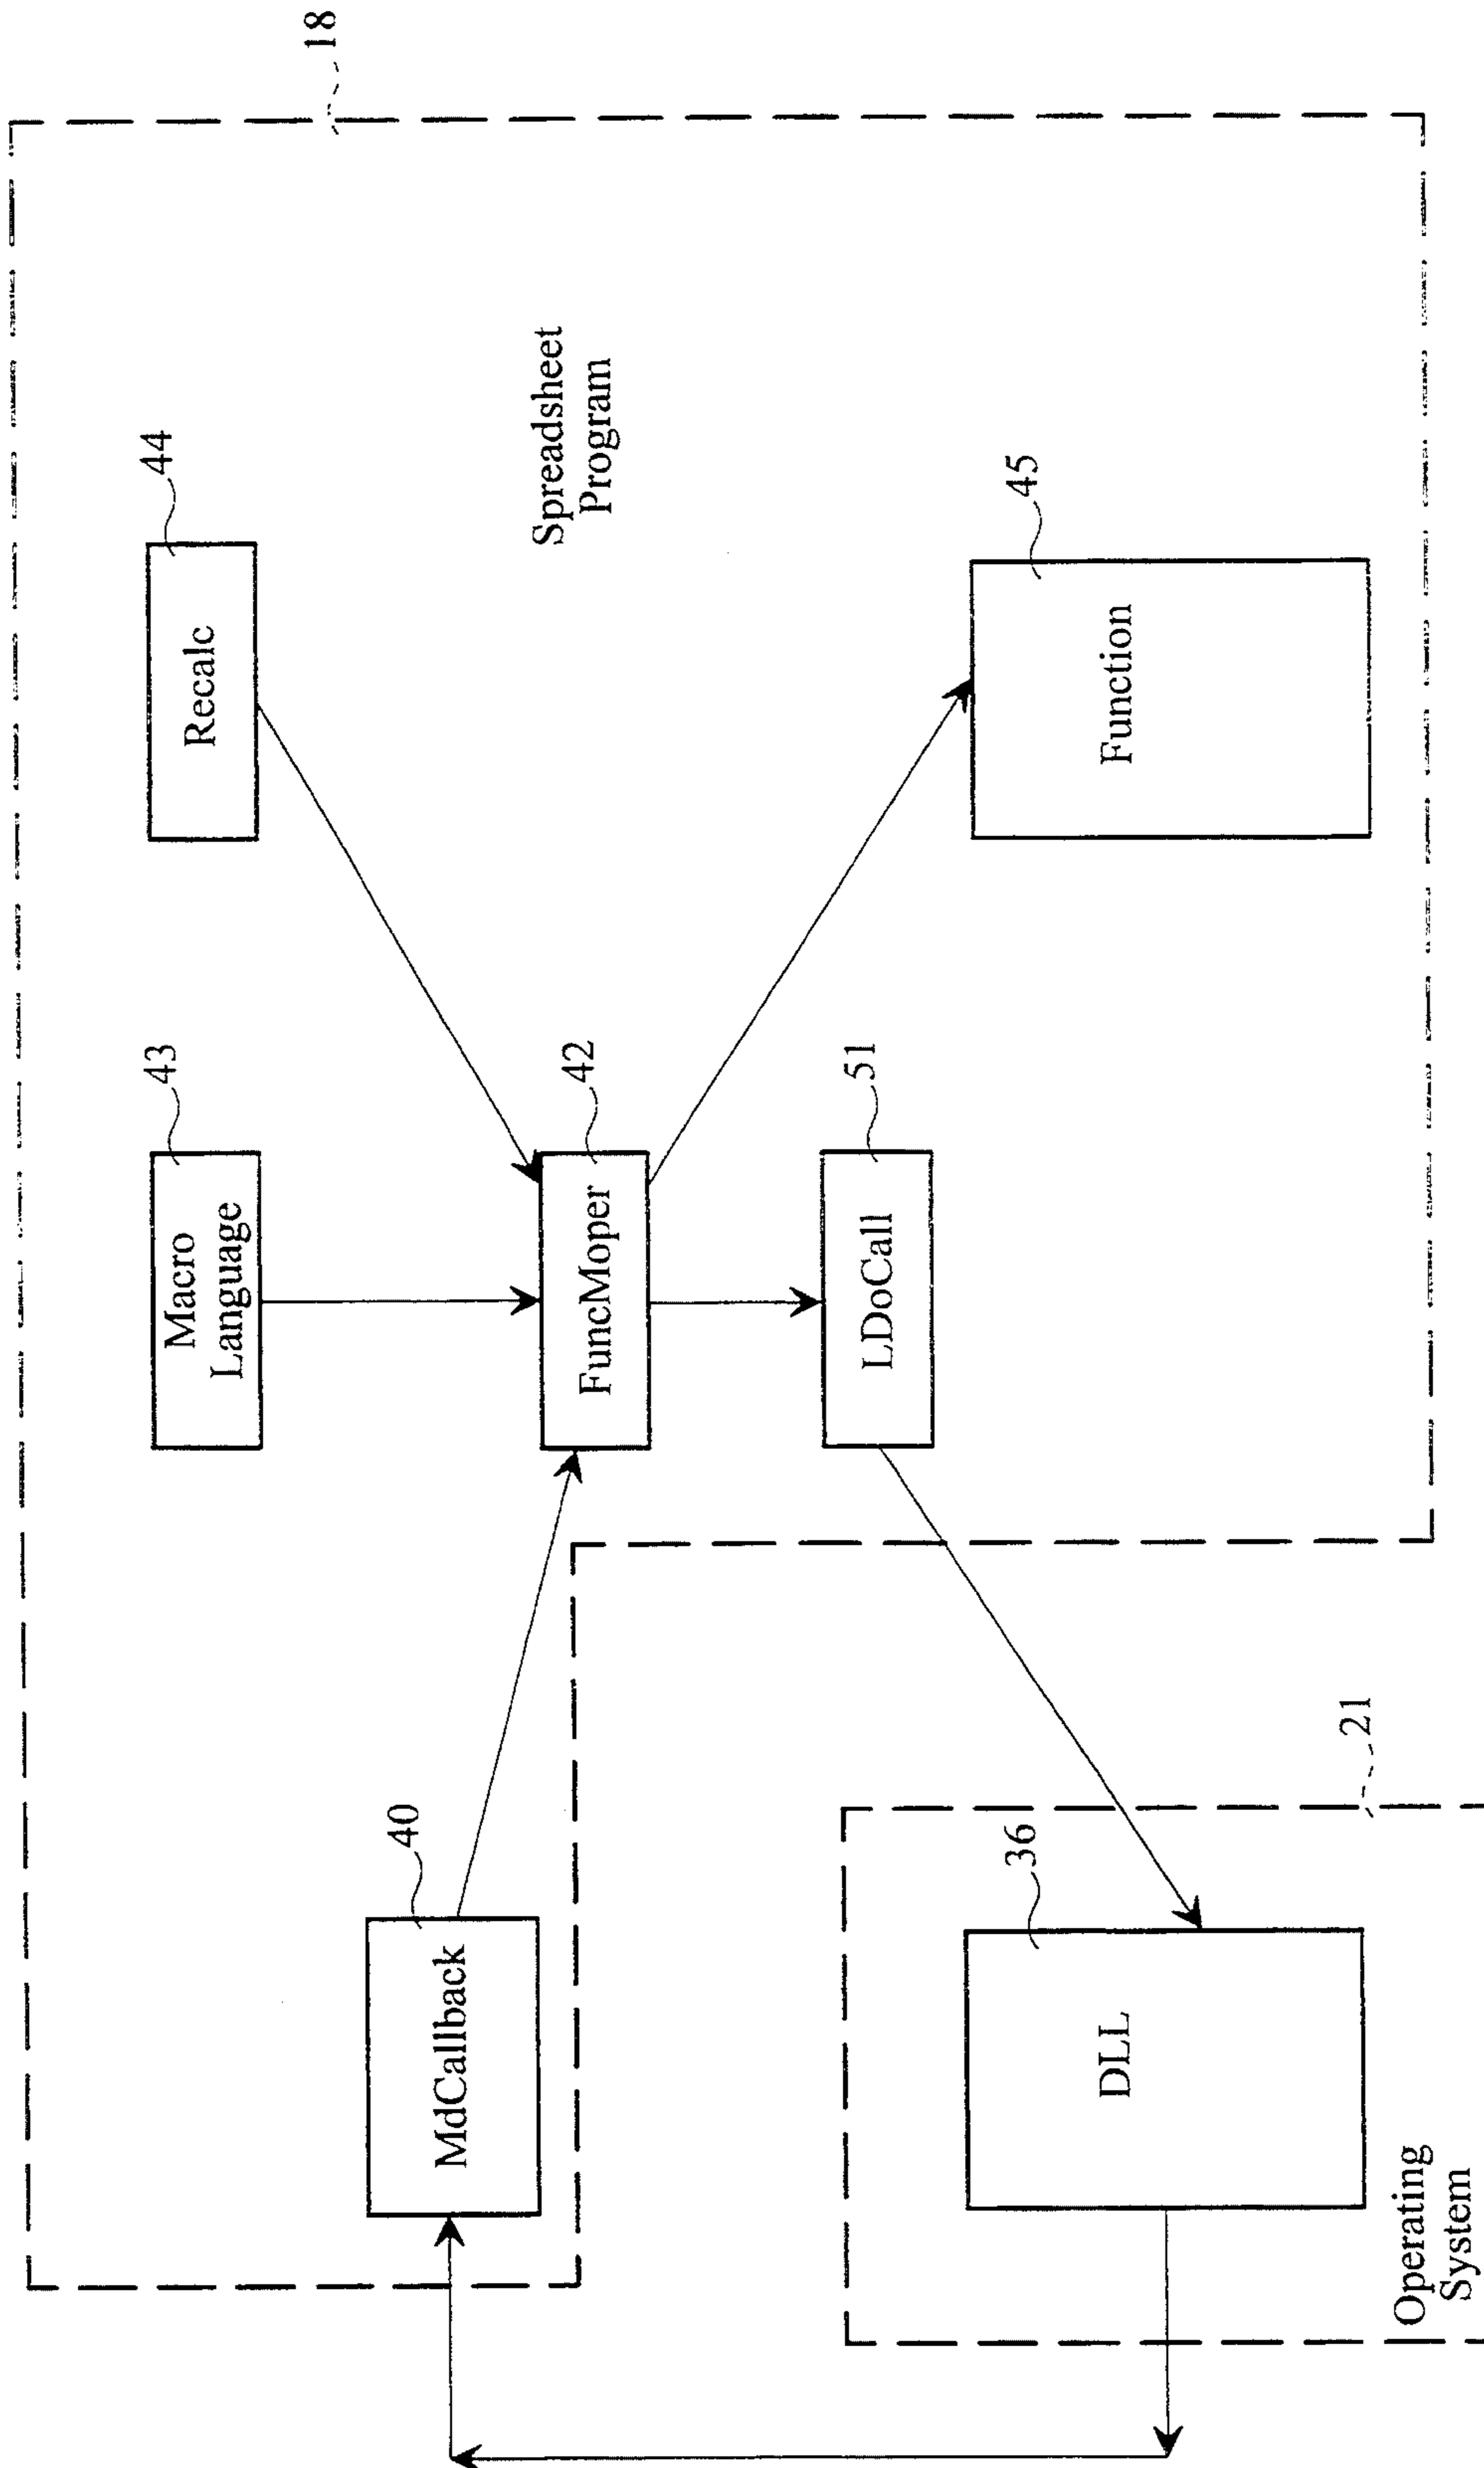 18
Macro
Language
43
Recalc
44
MdCallback
40
FuncMoper
42
Spreadsheet
Program
LDoCall
51
DLL
36
Function
45
Operating
System
21